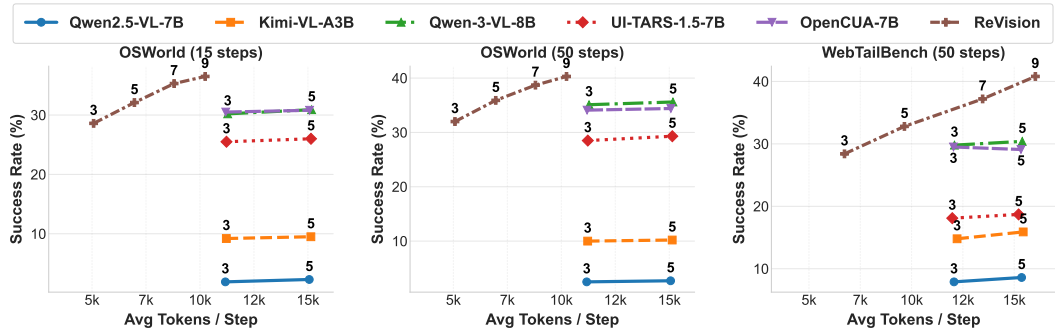 Qwen2.5-VL-7B Kimi-VL-A3B Qwen-3-VL-8B UI-TARS-1.5-7B OpenCUA-7B ReVision
OSWorld (15 steps)
Success Rate (%)
30
20
10
3 5 7 9
3 5
3 5
3 5
3 5
5k 7k 10k 12k 15k
Avg Tokens / Step
OSWorld (50 steps)
Success Rate (%)
40
30
20
10
3 5 7 9
3 5
3 5
3 5
3 5
5k 7k 10k 12k 15k
Avg Tokens / Step
WebTailBench (50 steps)
Success Rate (%)
40
30
20
10
3 5 7 9
3 5
3 5
3 5
3 5
3 5
5k 7k 10k 12k 15k
Avg Tokens / Step